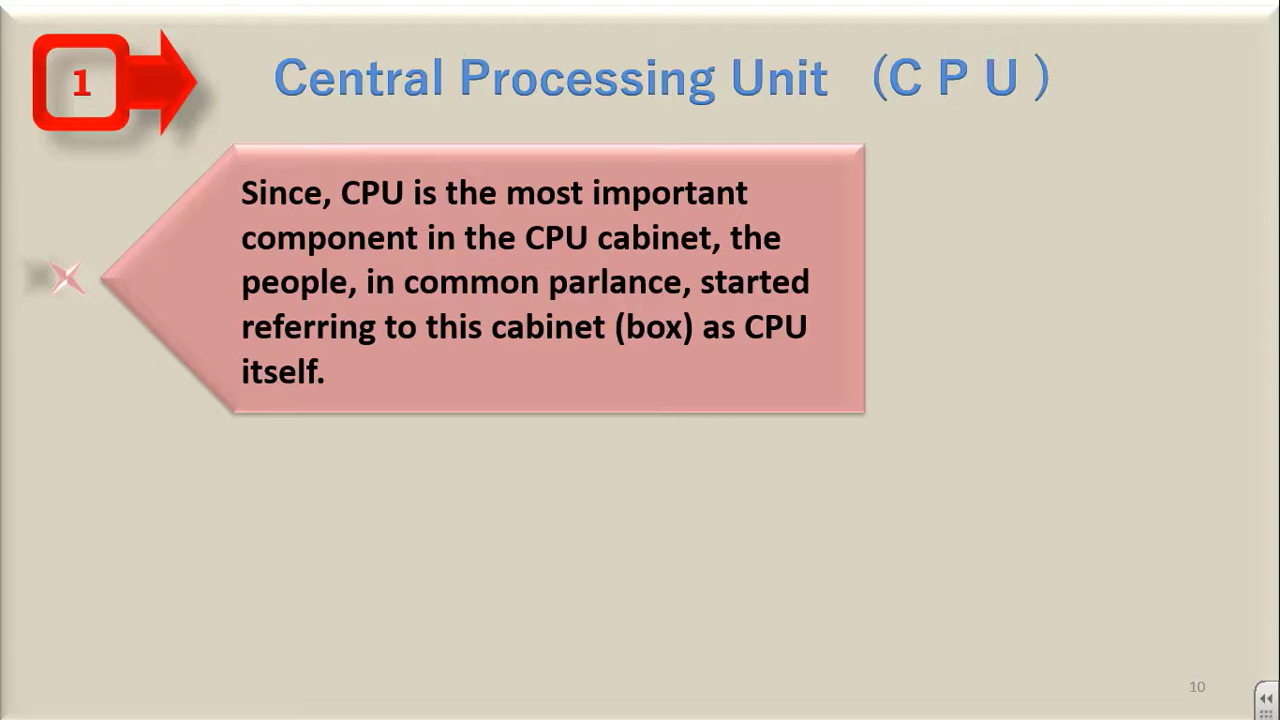 1
Central Processing Unit (C P U )
Since, CPU is the most important
component in the CPU cabinet, the
people, in common parlance, started
referring to this cabinet (box) as CPU
itself.
10